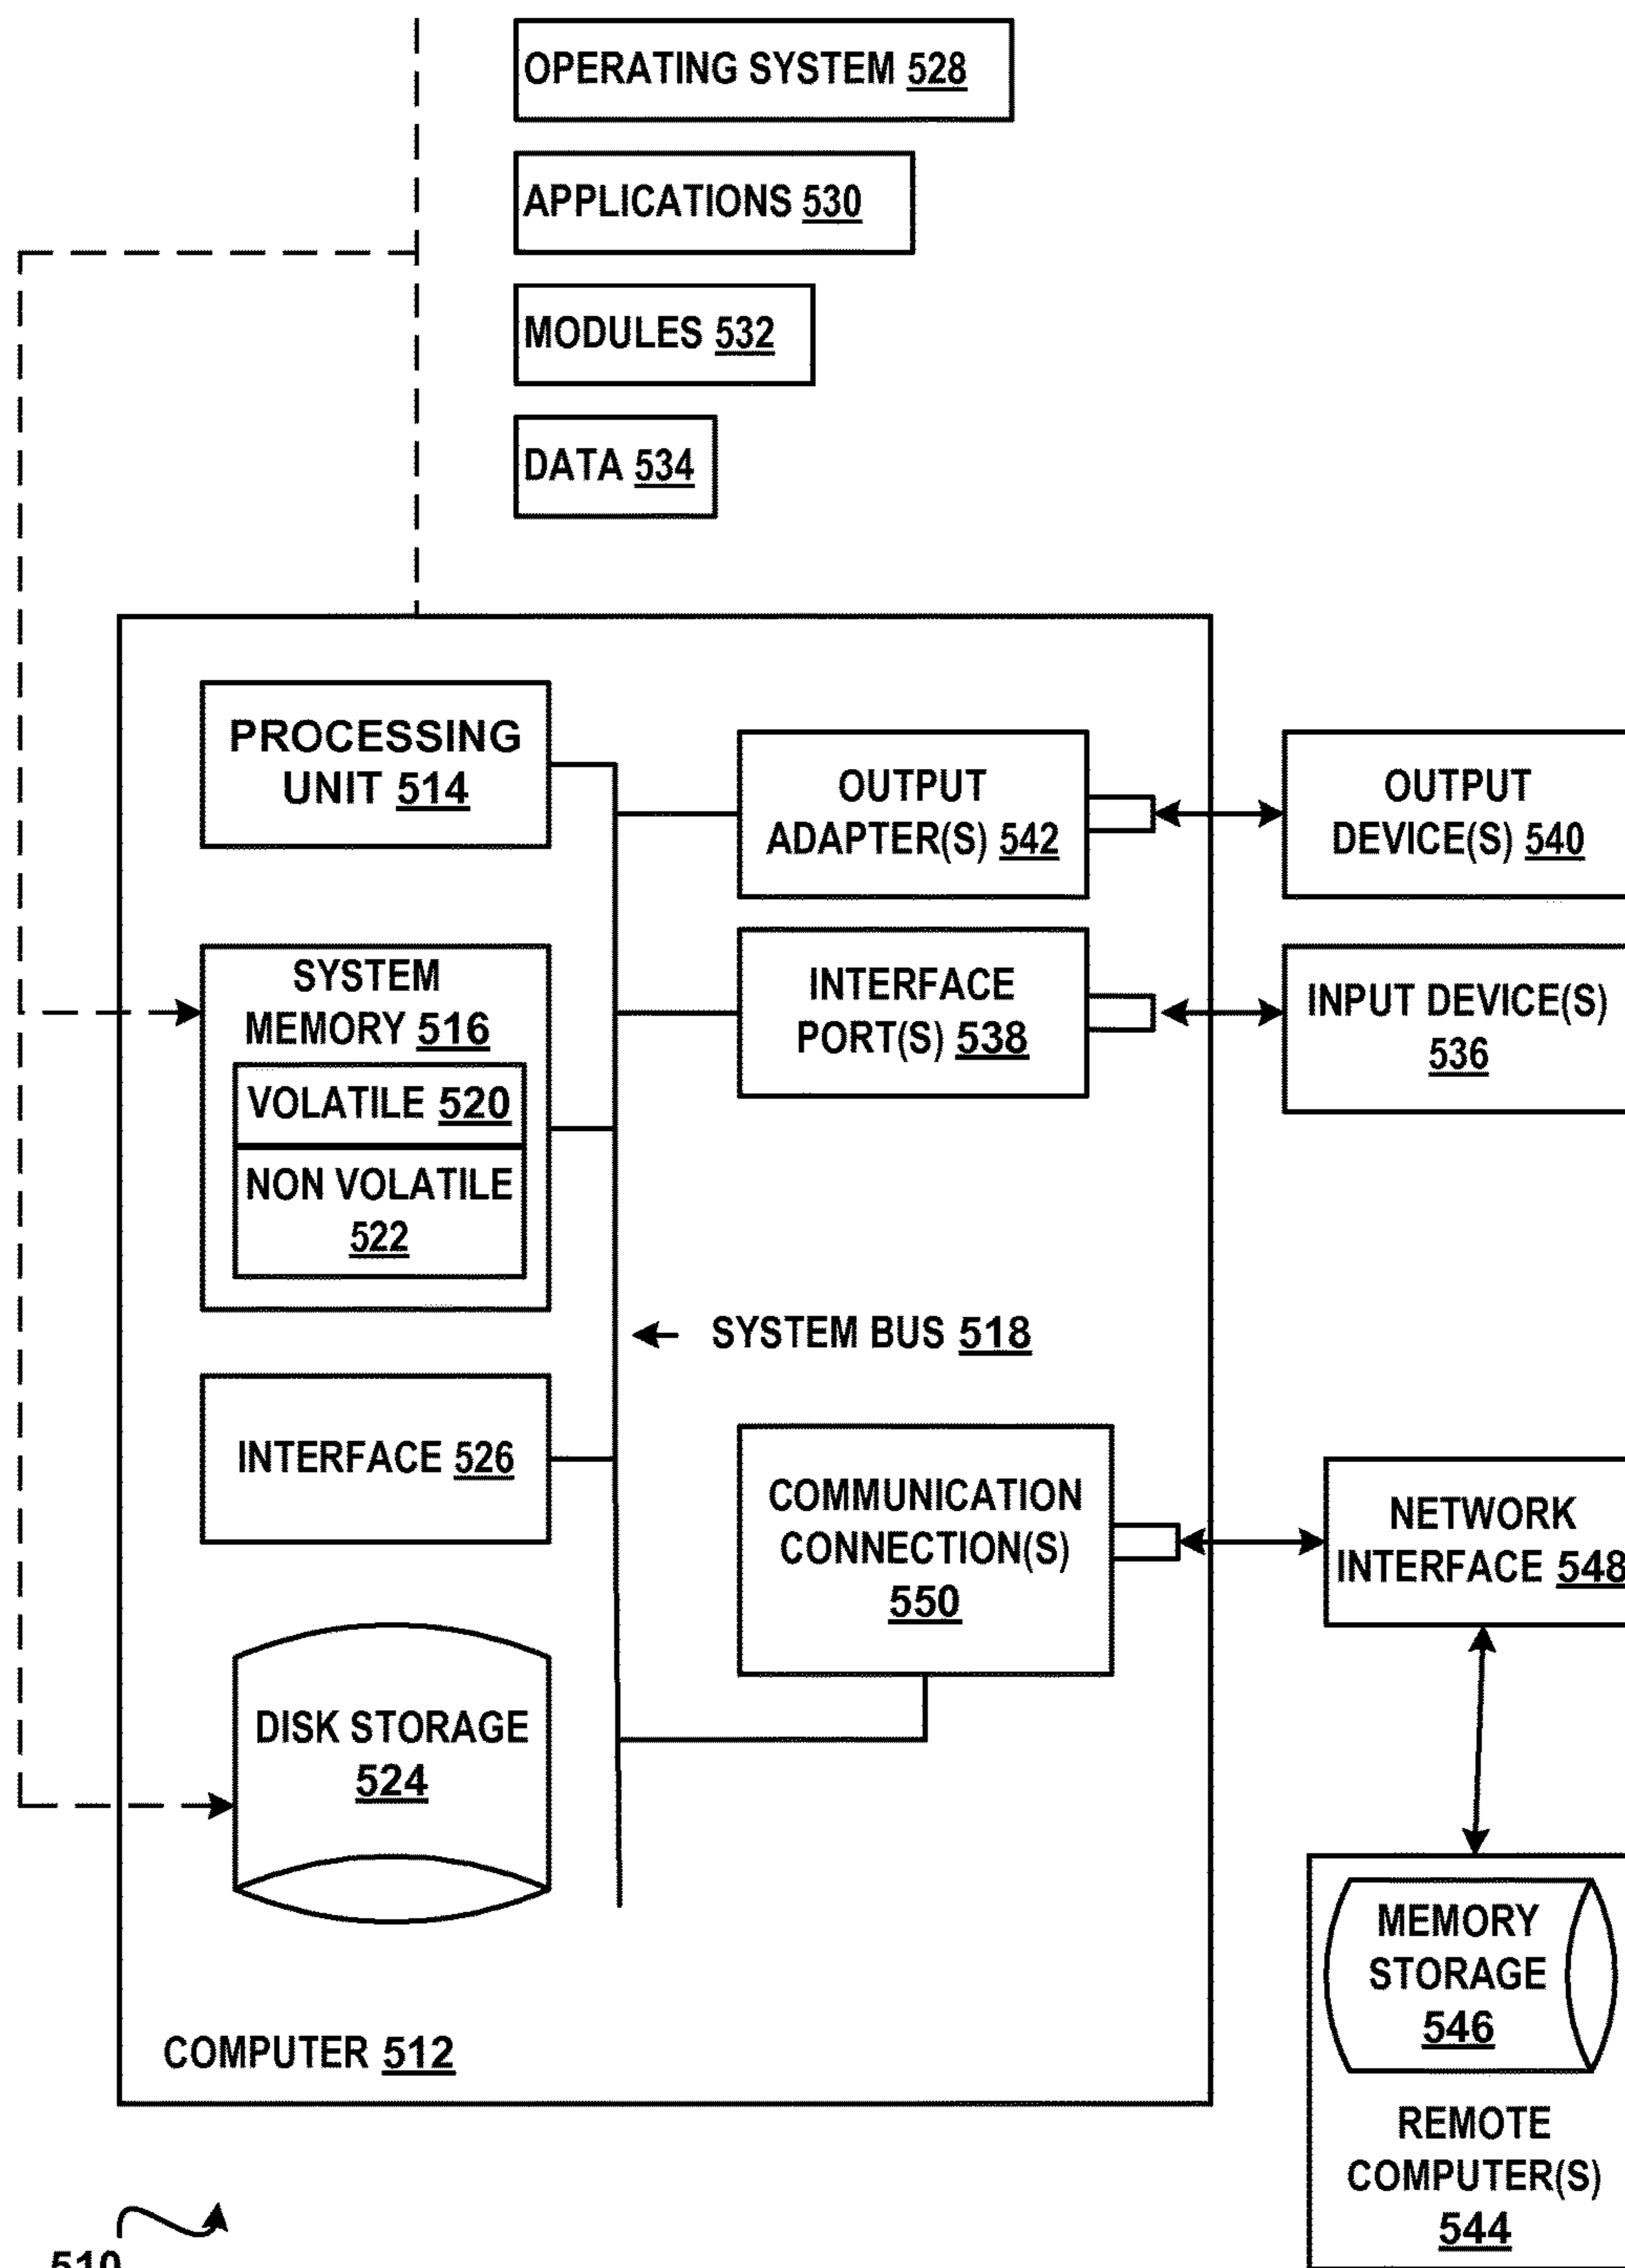 OPERATING SYSTEM 528
APPLICATIONS 530
MODULES 532
DATA 534
PROCESSING
UNIT 514
OUTPUT
ADAPTER(S) 542
OUTPUT
DEVICE(S) 540
SYSTEM
MEMORY 516
VOLATILE 520
NON VOLATILE
522
INTERFACE
PORT(S) 538
INPUT DEVICE(S)
536
SYSTEM BUS 518
INTERFACE 526
COMMUNICATION
CONNECTION(S)
550
NETWORK
INTERFACE 548
DISK STORAGE
524
MEMORY
STORAGE
546
COMPUTER 512
REMOTE
COMPUTER(S)
544
510